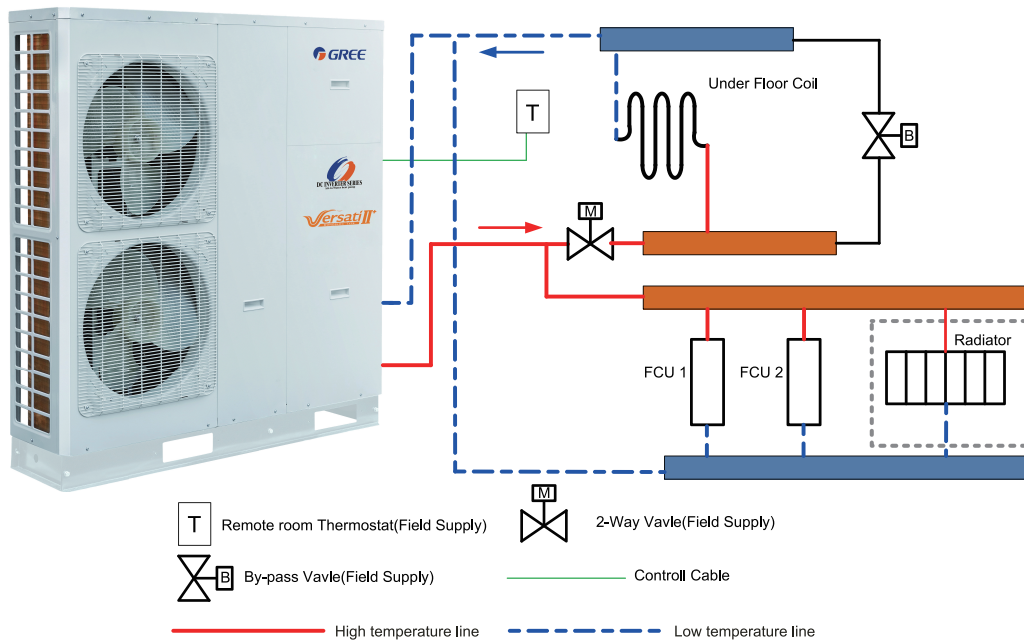 GREE
DC INVERTER SERIES
Versati II+
T
Under Floor Coil
B
M
Radiator
FCU 1
FCU 2
T
Remote room Thermostat(Field Supply)
M
2-Way Vavle(Field Supply)
B
By-pass Vavle(Field Supply)
Controll Cable
High temperature line
Low temperature line